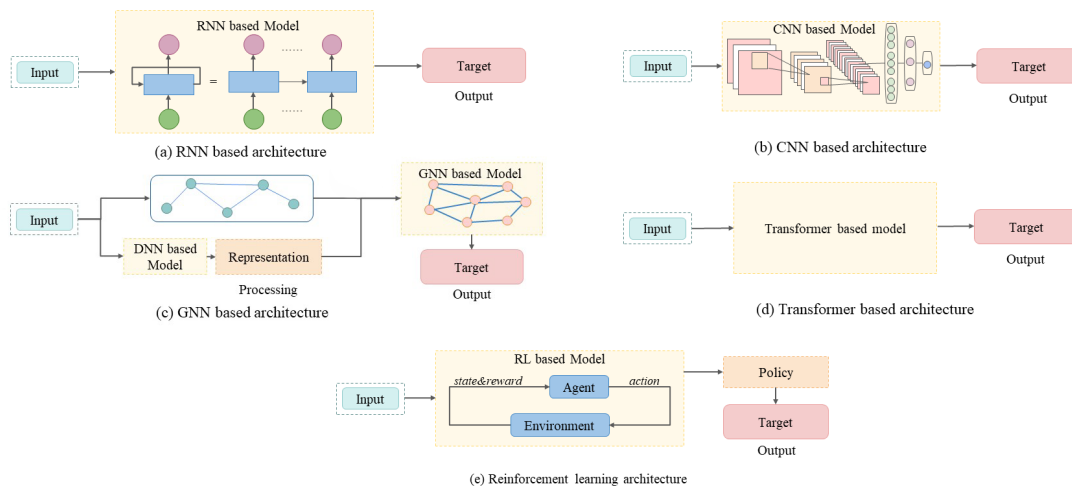 RNN based Model
Input
=
......
......
Target
Output
(a) RNN based architecture
CNN based Model
Input
Target
Output
(b) CNN based architecture
GNN based Model
Input
DNN based
Model
Representation
Processing
Target
Output
(c) GNN based architecture
Input
Transformer based model
Target
Output
(d) Transformer based architecture
RL based Model
Input
state&reward
Agent
action
Environment
Policy
Target
Output
(e) Reinforcement learning architecture